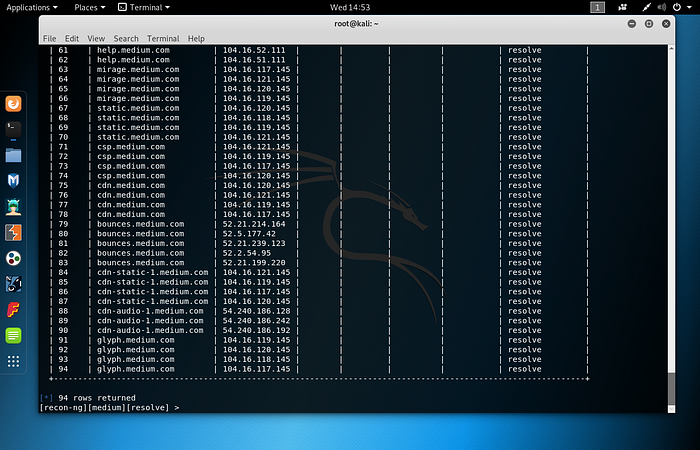 Applications Places Terminal Wed 14:53 1
root@kali: ~
File Edit View Search Terminal Help
| 61 | help.medium.com | 104.16.52.111 | | | | | resolve |
| 62 | help.medium.com | 104.16.51.111 | | | | | resolve |
| 63 | mirage.medium.com | 104.16.117.145 | | | | | resolve |
| 64 | mirage.medium.com | 104.16.121.145 | | | | | resolve |
| 65 | mirage.medium.com | 104.16.120.145 | | | | | resolve |
| 66 | mirage.medium.com | 104.16.119.145 | | | | | resolve |
| 67 | static.medium.com | 104.16.120.145 | | | | | resolve |
| 68 | static.medium.com | 104.16.118.145 | | | | | resolve |
| 69 | static.medium.com | 104.16.119.145 | | | | | resolve |
| 70 | static.medium.com | 104.16.121.145 | | | | | resolve |
| 71 | csp.medium.com | 104.16.121.145 | | | | | resolve |
| 72 | csp.medium.com | 104.16.119.145 | | | | | resolve |
| 73 | csp.medium.com | 104.16.117.145 | | | | | resolve |
| 74 | csp.medium.com | 104.16.120.145 | | | | | resolve |
| 75 | cdn.medium.com | 104.16.120.145 | | | | | resolve |
| 76 | cdn.medium.com | 104.16.121.145 | | | | | resolve |
| 77 | cdn.medium.com | 104.16.119.145 | | | | | resolve |
| 78 | cdn.medium.com | 104.16.117.145 | | | | | resolve |
| 79 | bounces.medium.com | 52.21.214.164 | | | | | resolve |
| 80 | bounces.medium.com | 52.5.177.42 | | | | | resolve |
| 81 | bounces.medium.com | 52.21.239.123 | | | | | resolve |
| 82 | bounces.medium.com | 52.2.54.95 | | | | | resolve |
| 83 | bounces.medium.com | 52.21.199.220 | | | | | resolve |
| 84 | cdn-static-1.medium.com | 104.16.121.145 | | | | | resolve |
| 85 | cdn-static-1.medium.com | 104.16.119.145 | | | | | resolve |
| 86 | cdn-static-1.medium.com | 104.16.117.145 | | | | | resolve |
| 87 | cdn-static-1.medium.com | 104.16.120.145 | | | | | resolve |
| 88 | cdn-audio-1.medium.com | 54.240.186.128 | | | | | resolve |
| 89 | cdn-audio-1.medium.com | 54.240.186.242 | | | | | resolve |
| 90 | cdn-audio-1.medium.com | 54.240.186.192 | | | | | resolve |
| 91 | glyph.medium.com | 104.16.119.145 | | | | | resolve |
| 92 | glyph.medium.com | 104.16.120.145 | | | | | resolve |
| 93 | glyph.medium.com | 104.16.118.145 | | | | | resolve |
| 94 | glyph.medium.com | 104.16.117.145 | | | | | resolve |
+---------------------------------------------------------------------------------------------------------------+
[*] 94 rows returned
[recon-ng][medium][resolve] >